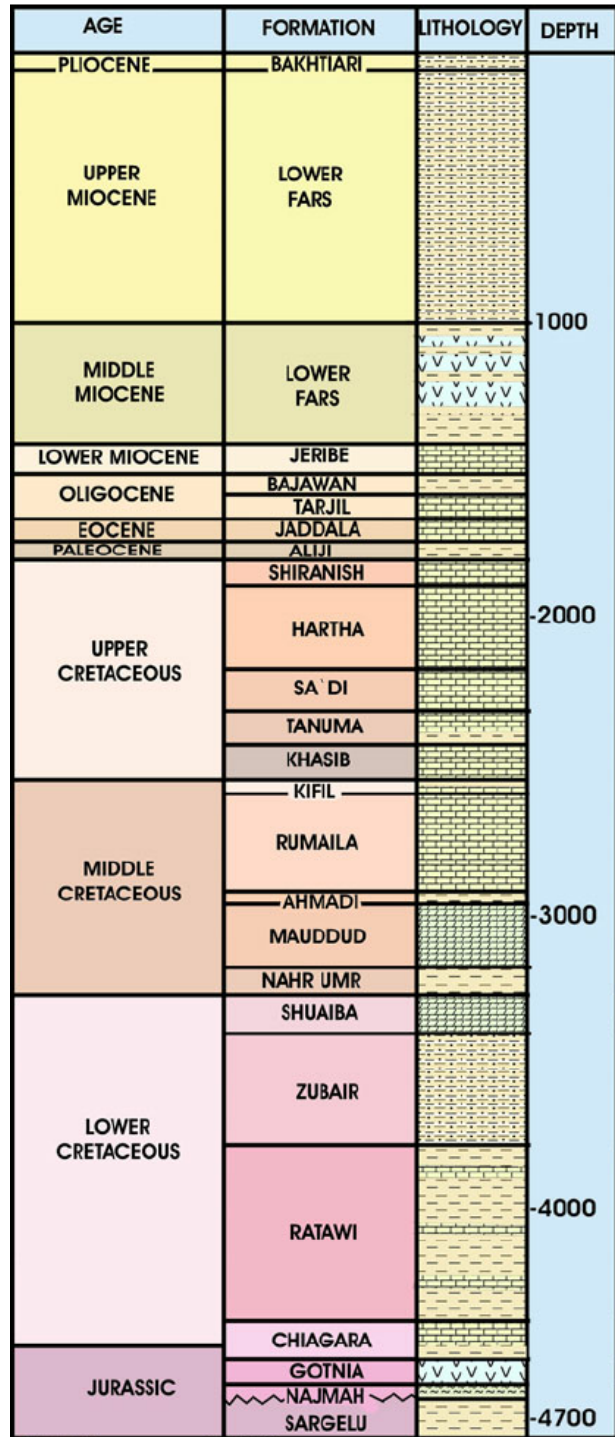 AGE FORMATION LITHOLOGY DEPTH
PLIOCENE BAKHTIARI
UPPER
MIOCENE
LOWER
FARS
1000
MIDDLE
MIOCENE
LOWER
FARS
LOWER MIOCENE JERIBE
OLIGOCENE
BAJAWAN
TARJIL
EOCENE JADDALA
PALEOCENE ALIJI
UPPER
CRETACEOUS
SHIRANISH
HARTHA
-2000
SA`DI
TANUMA
KHASIB
MIDDLE
CRETACEOUS
KIFIL
RUMAILA
AHMADI
-3000
MAUDDUD
NAHR UMR
LOWER
CRETACEOUS
SHUAIBA
ZUBAIR
RATAWI
-4000
CHIAGARA
JURASSIC
GOTNIA
NAJMAH
SARGELU
-4700